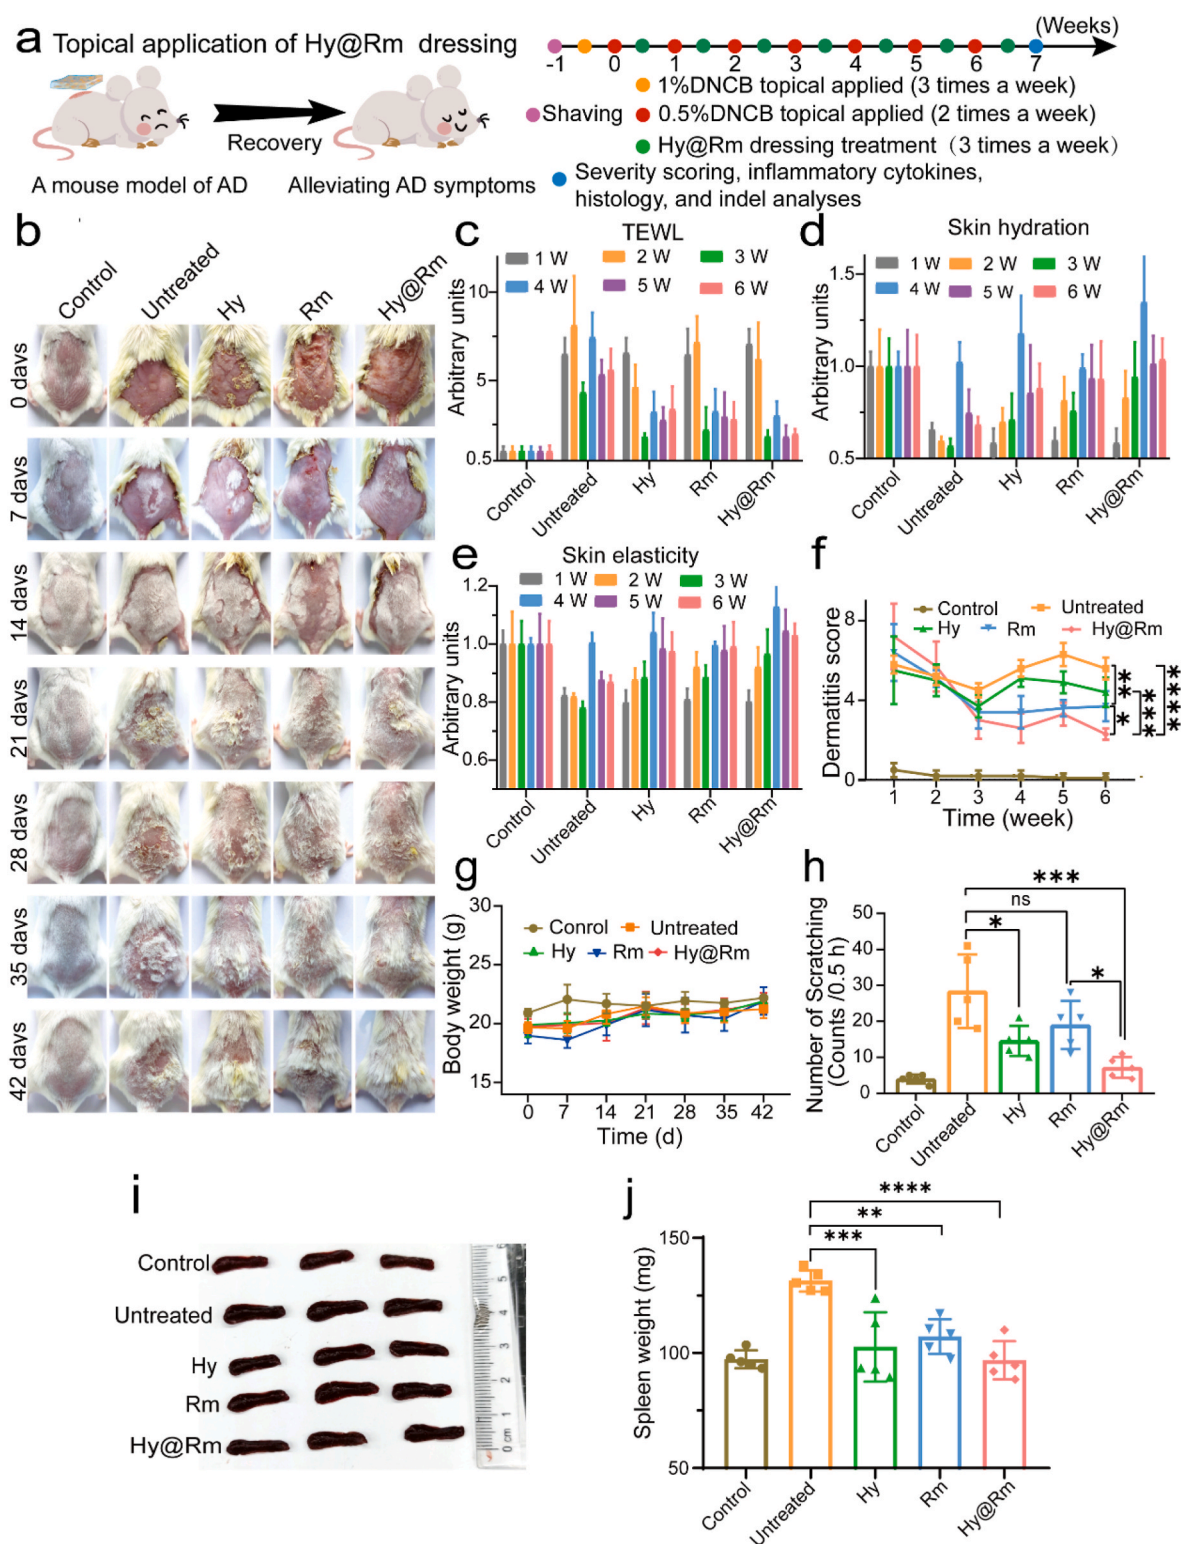 a Topical application of Hy@Rm dressing
Recovery
A mouse model of AD
Alleviating AD symptoms
(Weeks)
-1 0 1 2 3 4 5 6 7
1%DNCB topical applied (3 times a week)
Shaving
0.5%DNCB topical applied (2 times a week)
Hy@Rm dressing treatment (3 times a week)
Severity scoring, inflammatory cytokines,
histology, and indel analyses
b
Control Untreated Hy Rm Hy@Rm
0 days
7 days
14 days
21 days
28 days
35 days
42 days
c
TEWL
1 W 2 W 3 W
4 W 5 W 6 W
Arbitrary units
10
5
0.5
Control Untreated Hy Rm Hy@Rm
d
Skin hydration
1 W 2 W 3 W
4 W 5 W 6 W
Arbitrary units
1.5
1.0
0.5
Control Untreated Hy Rm Hy@Rm
e
Skin elasticity
1 W 2 W 3 W
4 W 5 W 6 W
Arbitrary units
1.2
1.0
0.8
0.6
Control Untreated Hy Rm Hy@Rm
f
Control Untreated
Hy Rm Hy@Rm
Dermatitis score
8
4
0
** * *** ****
1 2 3 4 5 6
Time (week)
g
Conrol Untreated
Hy Rm Hy@Rm
Body weight (g)
30
25
20
15
0 7 14 21 28 35 42
Time (d)
h
***
ns
*
*
Number of Scratching
(Counts /0.5 h)
50
40
30
20
10
0
Control Untreated Hy Rm Hy@Rm
i
Control
Untreated
Hy
Rm
Hy@Rm
6
5
4
3
2
1
0 cm
j
****
**
***
Spleen weight (mg)
150
100
50
Control Untreated Hy Rm Hy@Rm